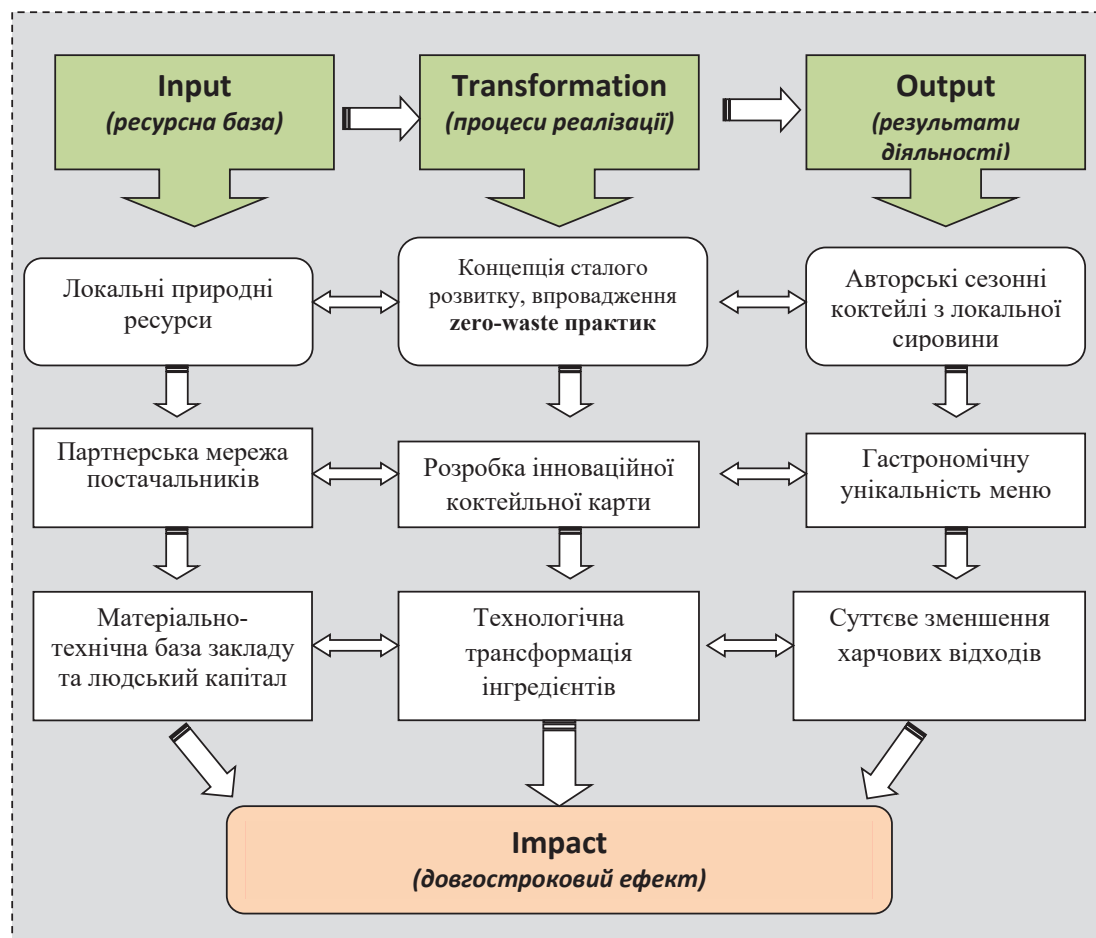 Input
(ресурсна база)
Transformation
(процеси реалізації)
Output
(результати
діяльності)
Локальні природні
ресурси
Концепція сталого
розвитку, впровадження
zero-waste практик
Авторські сезонні
коктейлі з локальної
сировини
Партнерська мережа
постачальників
Розробка інноваційної
коктейльної карти
Гастрономічну
унікальність меню
Матеріально-
технічна база закладу
та людський капітал
Технологічна
трансформація
інгредієнтів
Суттєве зменшення
харчових відходів
Impact
(довгостроковий ефект)